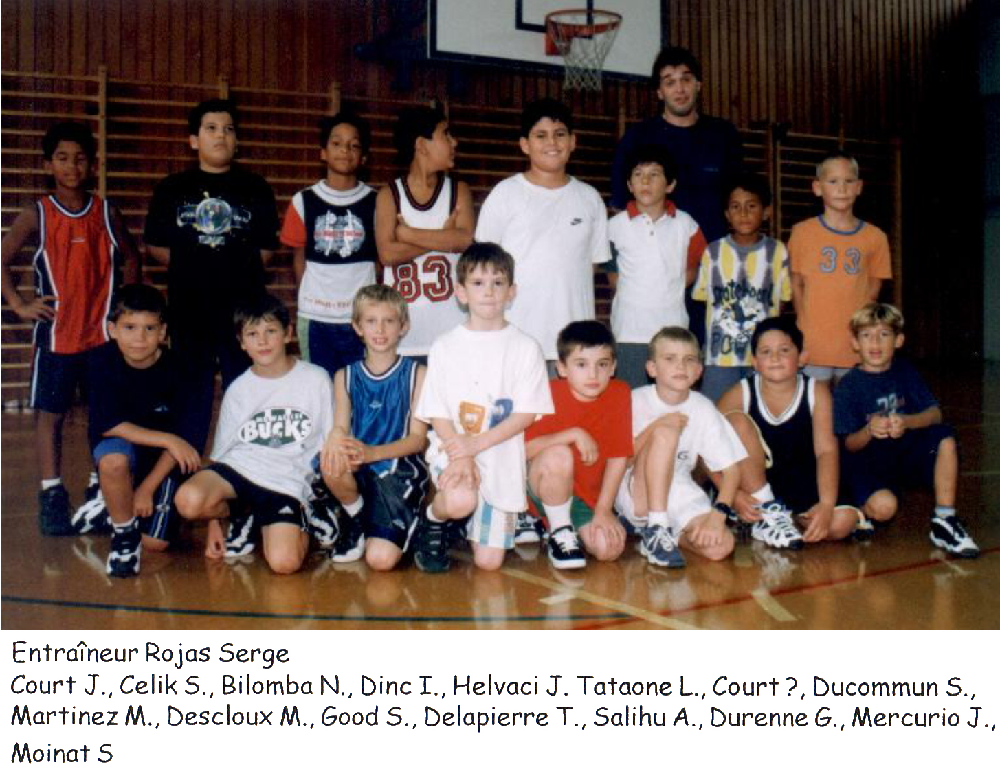 83
33
MILWAUKEE
BUCKS
Entraîneur Rojas Serge
Court J., Celik S., Bilomba N., Dinc I., Helvaci J. Tataone L., Court ?, Ducommun S.,
Martinez M., Descloux M., Good S., Delapierre T., Salihu A., Durenne G., Mercurio J.,
Moinat S